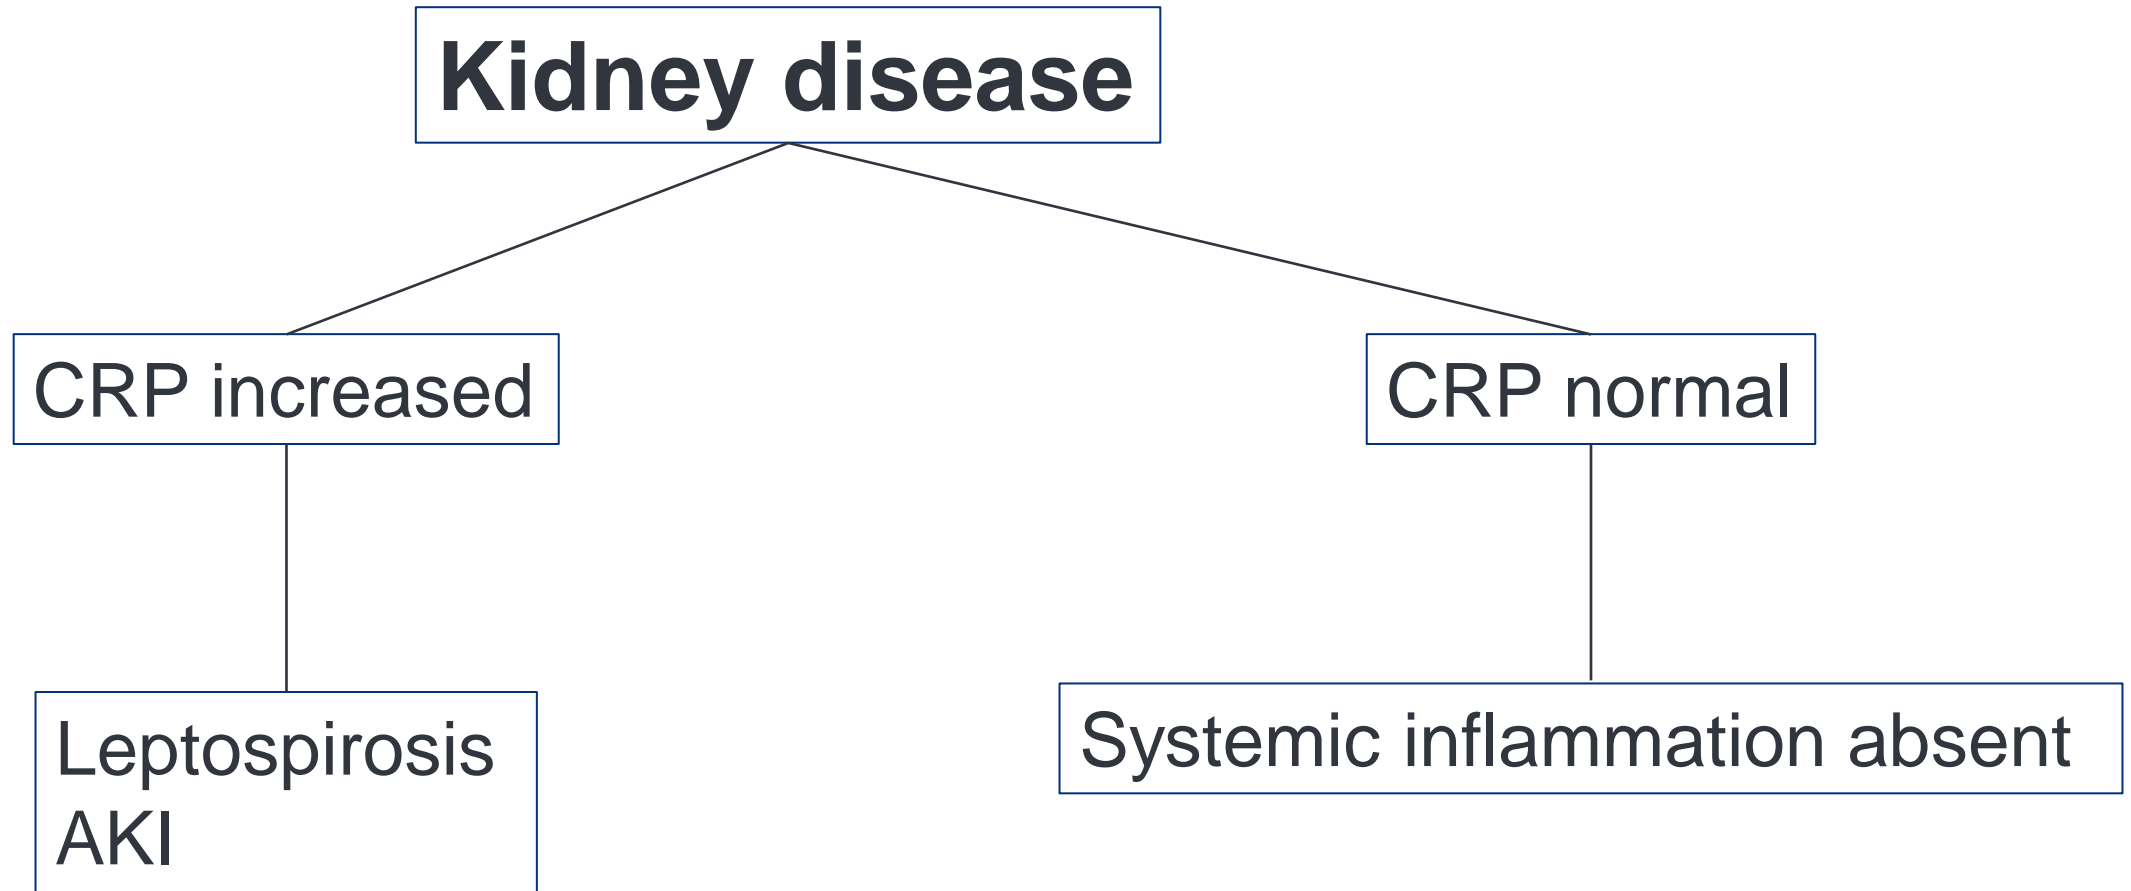 Kidney disease
CRP increased
CRP normal
Leptospirosis
AKI
Systemic inflammation absent